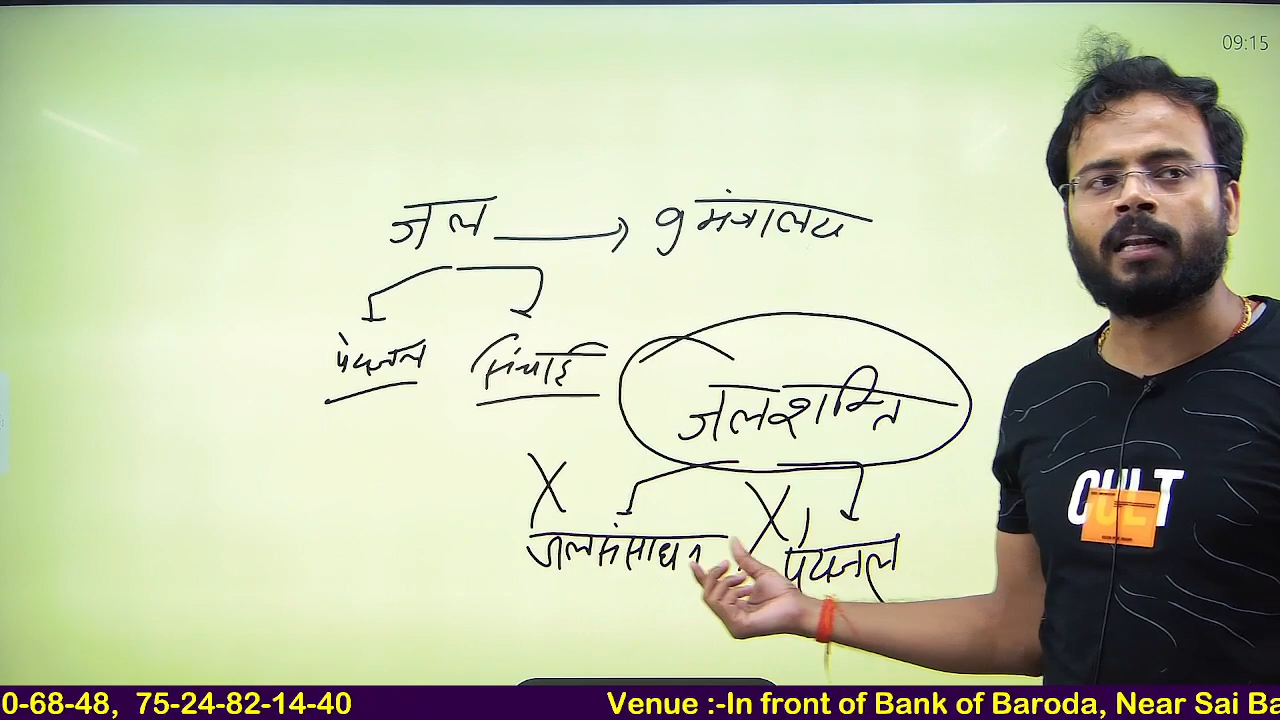 09:15
जल → 9 मंत्रालय
पेयजल सिंचाई
जलशक्ति
X जलसंसाधन X पेयजल
CULT
0-68-48, 75-24-82-14-40 Venue :-In front of Bank of Baroda, Near Sai Ba